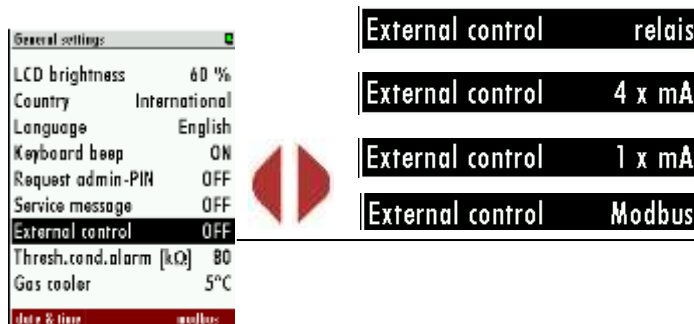 General settings
LCD brightness 60 %
Country International
Language English
Keyboard beep ON
Request admin-PIN OFF
Service message OFF
External control OFF
Thresh.cond.alarm [kΩ] 80
Gas cooler 5°C
date & time modbus
External control relais
External control 4 x mA
External control 1 x mA
External control Modbus